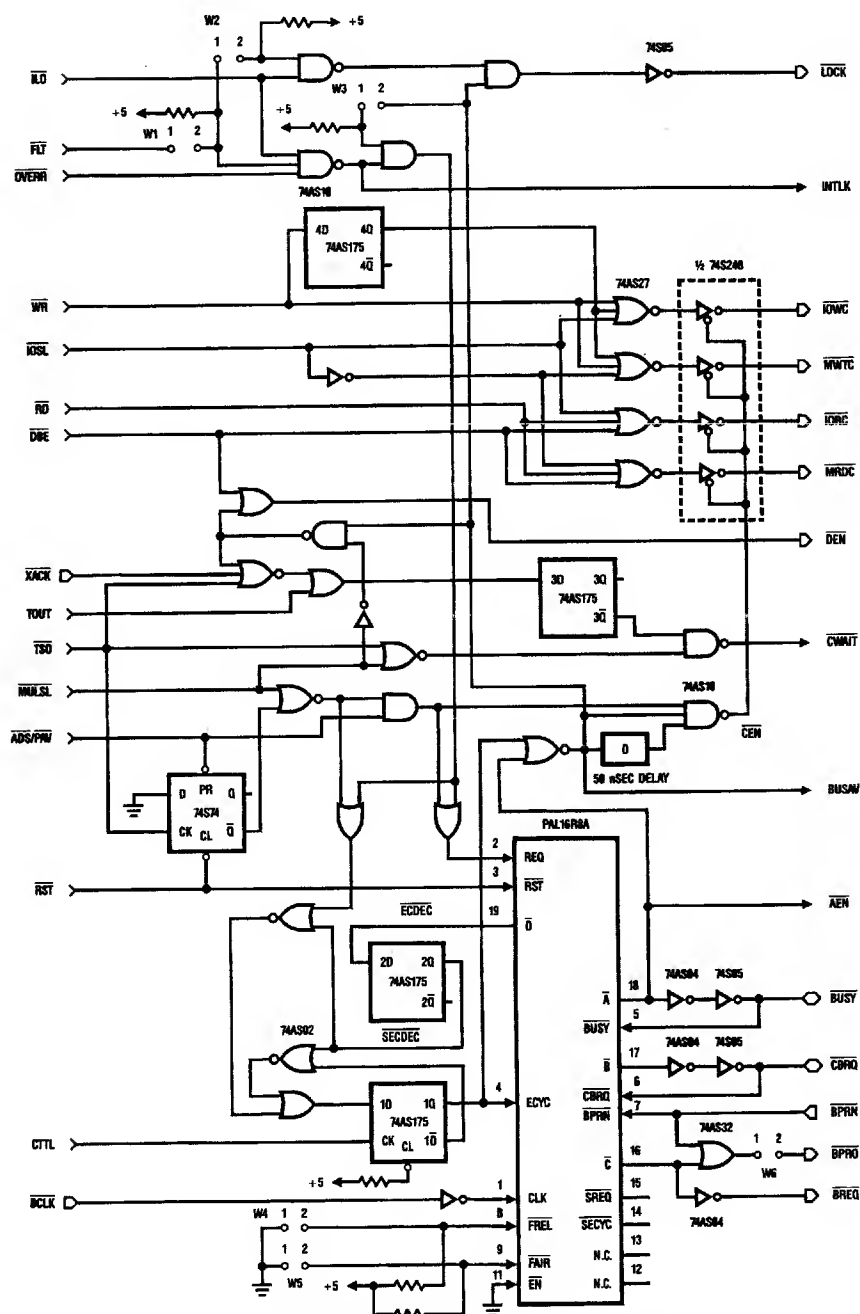 W2
1 2
+5
74S05
ILO
LOCK
W3
1 2
+5
+5
W1 1 2
FLT
OVERR
74AS10
INTLK
4D 4Q
74AS175
4Q
74AS27
½ 74S240
WR
IOWC
IOSL
MWTC
RD
IORC
DBE
MRDC
DEN
XACK
3D 3Q
74AS175
3Q
TOUT
TSO
CWAIT
MULSL
74AS10
ADS/PAV
CEN
D
50 nSEC DELAY
BUSAV
D PR Q
74S74
CK CL Q
PAL16R8A
2 REQ
RST
3 RST
ECDEC
19 D
AEN
2D 2Q
74AS175
2Q
SECDEC
74AS04 74S05
A 18
BUSY
BUSY 5
74AS02
74AS04 74S05
B 17
CBRQ
CBRQ 6
BPRN 7
BPRN
1D 1Q
74AS175
CK CL 1Q
4 ECYC
CTTL
74AS32
1 2
W6
BPRO
C 16
+5
BCLK
1 CLK
SREQ 15
BREQ
74AS04
W4 1 2
8 FREL
SECYC 14
1 2
W5
9 FAIR
N.C. 13
+5
11 EN
N.C. 12